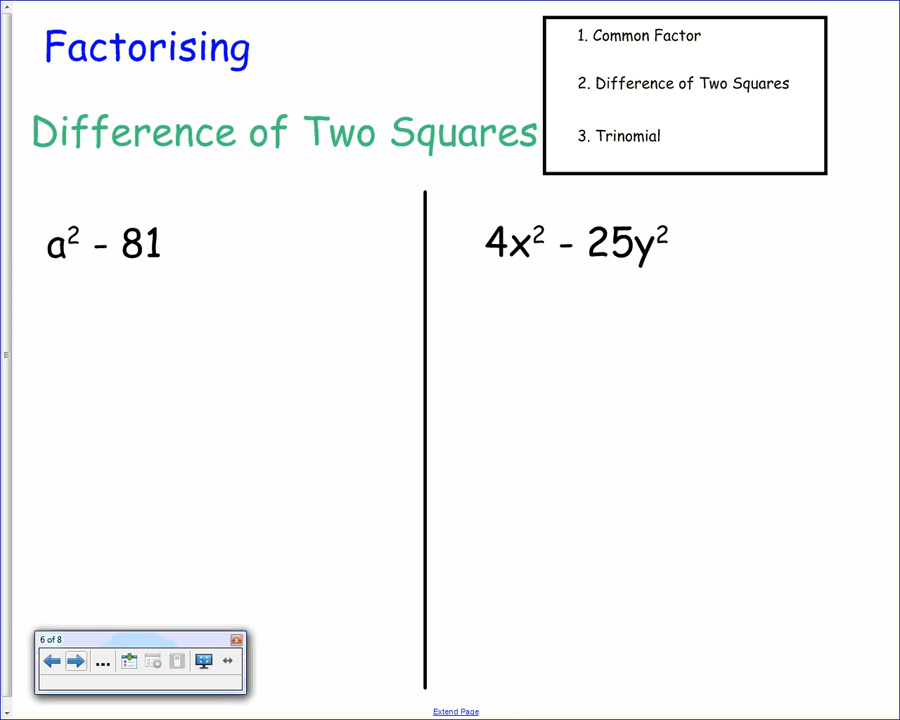 Factorising
Difference of Two Squares
1. Common Factor
2. Difference of Two Squares
3. Trinomial
a² - 81
4x² - 25y²
6 of 8
...
Extend Page